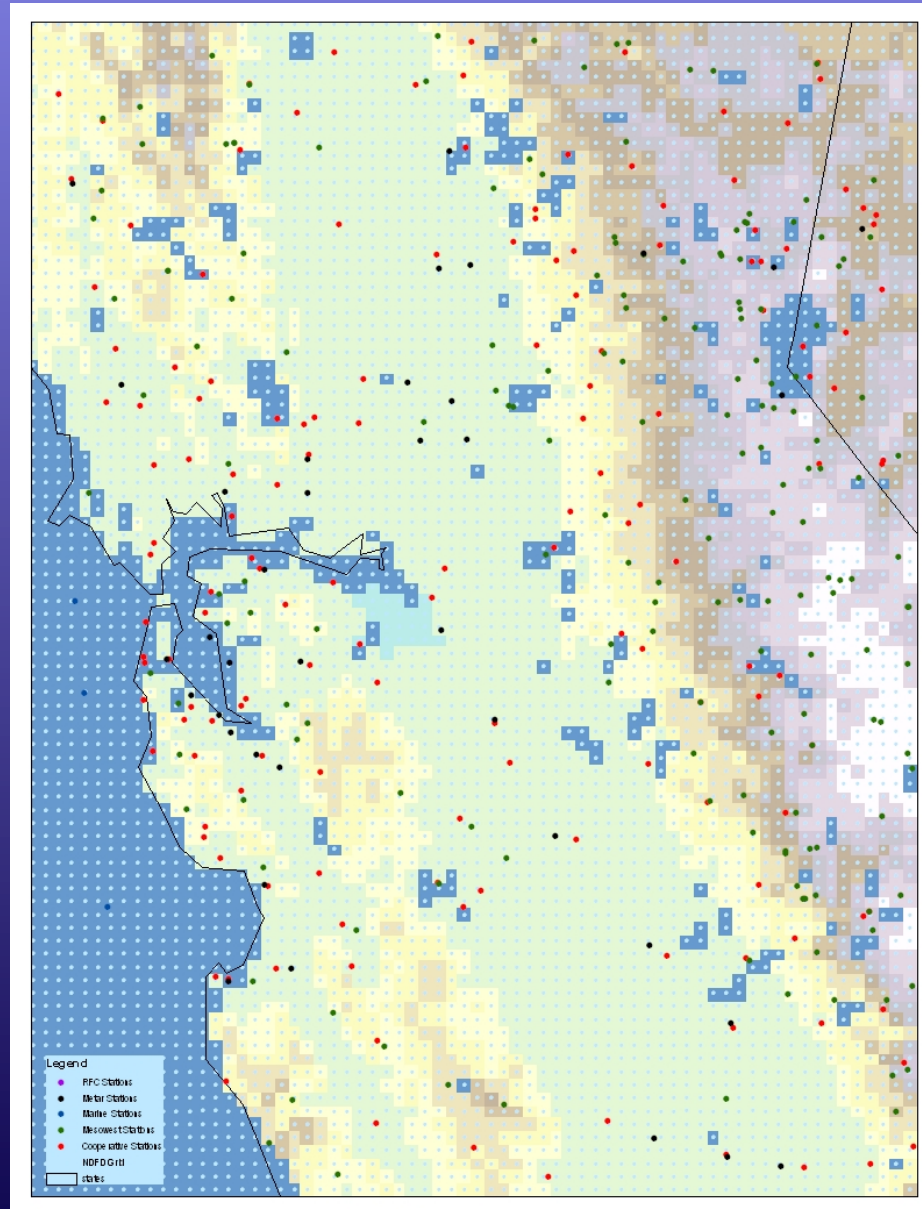 Legend
RFC Stations
Metar Stations
Marine Stations
Mesowest Stations
Cooperative Stations
NDFD Grid
states